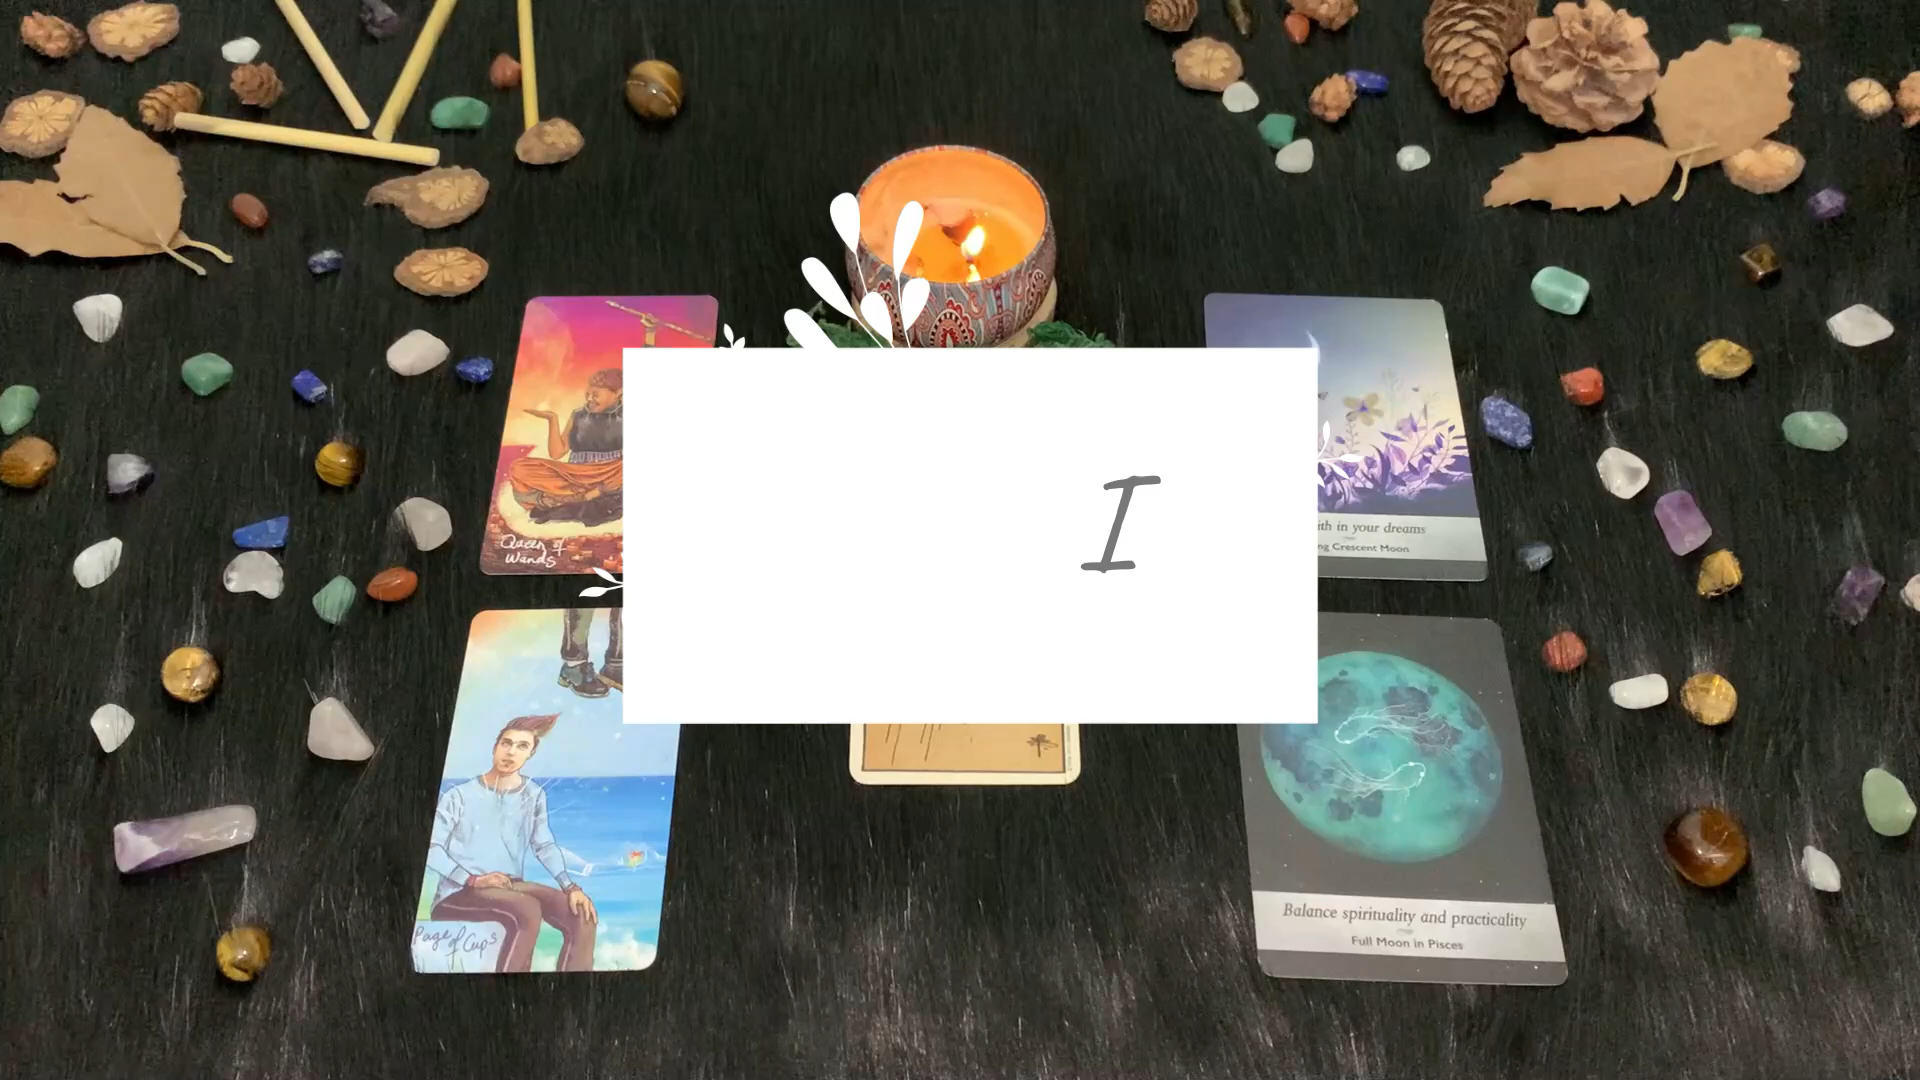 I
Queen of
Wands
ith in your dreams
ng Crescent Moon
Page of Cups
Balance spirituality and practicality
Full Moon in Pisces